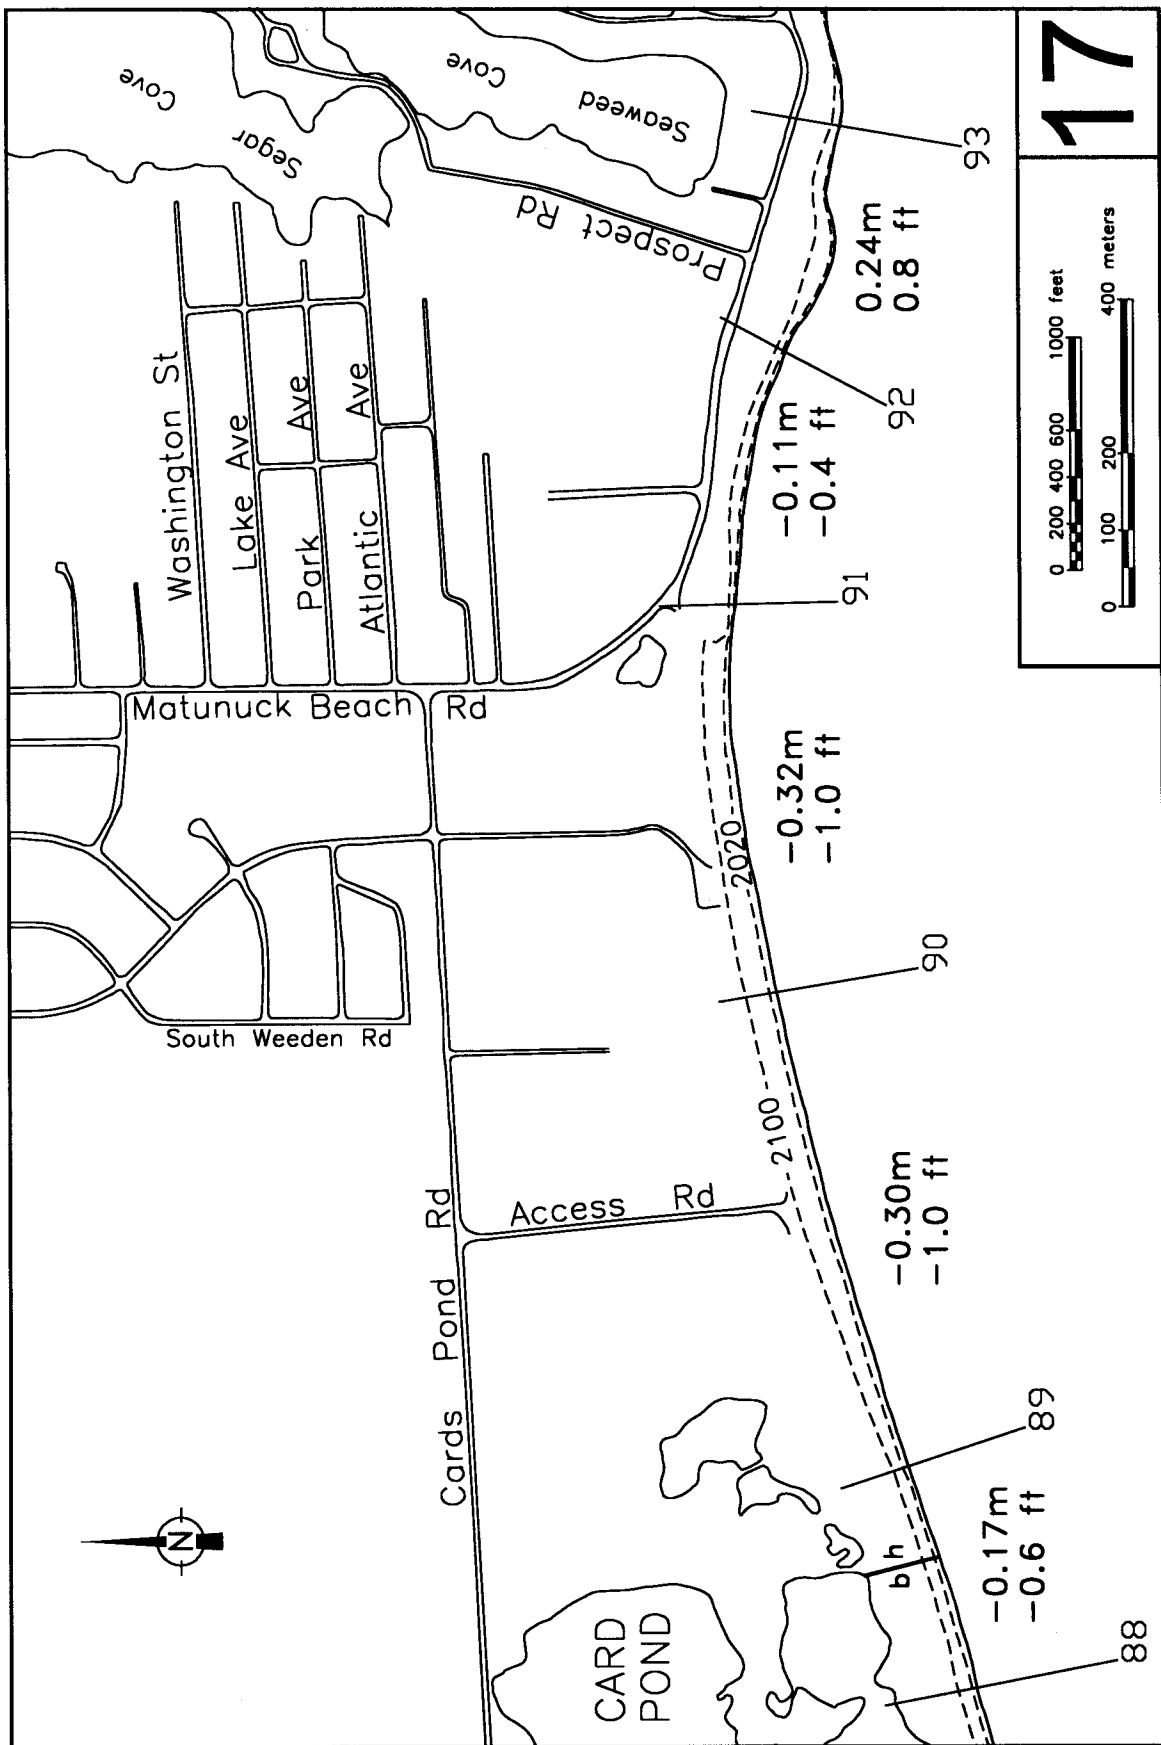 17
Segar
Cove
Seaweed
Cove
Prospect Rd
Washington St
Lake Ave
Park Ave
Atlantic Ave
Matunuck Beach Rd
South Weeden Rd
Cards Pond Rd
Access Rd
CARD
POND
N
b h
2020
2100
88
-0.17m
-0.6 ft
89
-0.30m
-1.0 ft
90
-0.32m
-1.0 ft
91
-0.11m
-0.4 ft
92
0.24m
0.8 ft
93
0 200 400 600 1000 feet
0 100 200 400 meters